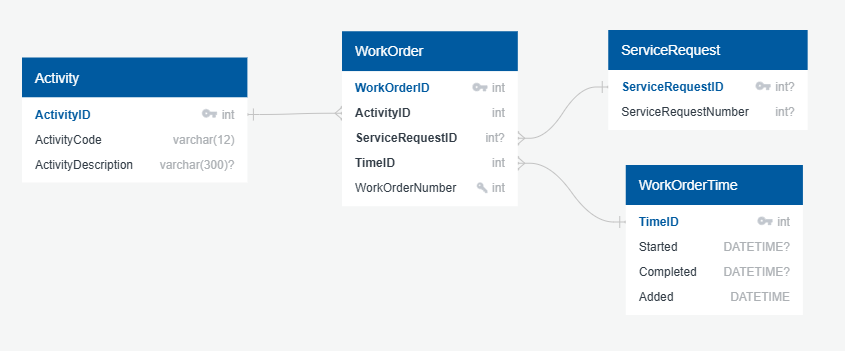 Activity
ActivityID int
ActivityCode varchar(12)
ActivityDescription varchar(300)?
WorkOrder
WorkOrderID int
ActivityID int
ServiceRequestID int?
TimeID int
WorkOrderNumber int
ServiceRequest
ServiceRequestID int?
ServiceRequestNumber int?
WorkOrderTime
TimeID int
Started DATETIME?
Completed DATETIME?
Added DATETIME